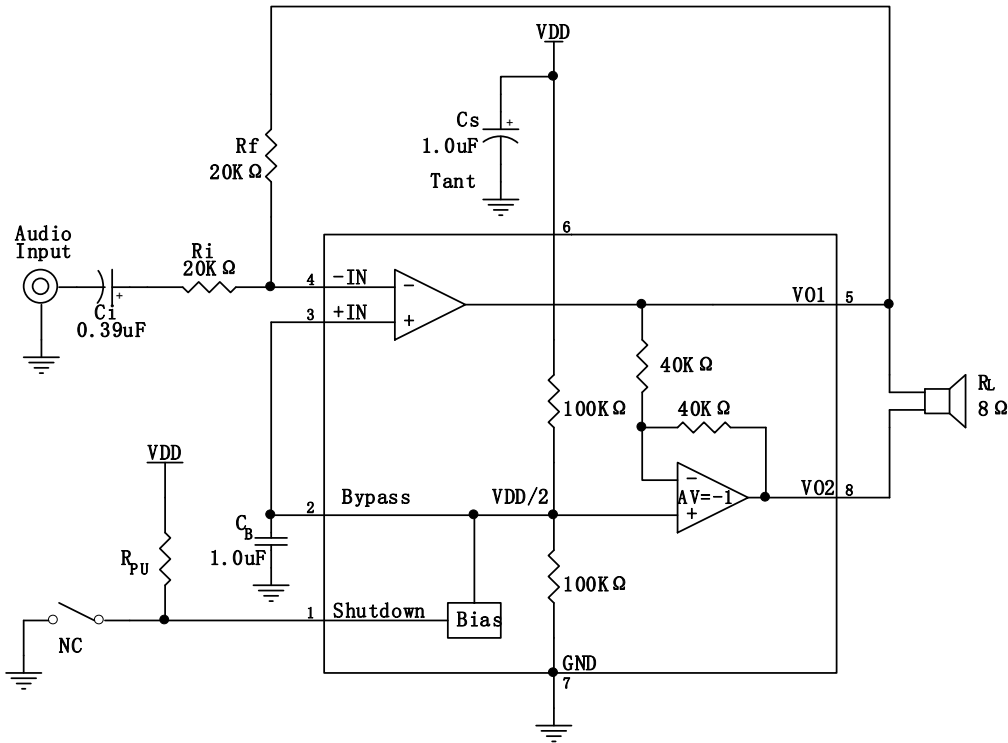 VDD
Cs
+
1.0uF
Tant
Rf
20KΩ
6
Audio
Input
Ri
20KΩ
+
Ci
0.39uF
4
-IN
3
+IN
-
+
VO1
5
40KΩ
40KΩ
100KΩ
RL
8Ω
VDD
2
Bypass
VDD/2
-
AV=-1
+
VO2
8
CB
1.0uF
RPU
100KΩ
1
Shutdown
Bias
NC
GND
7